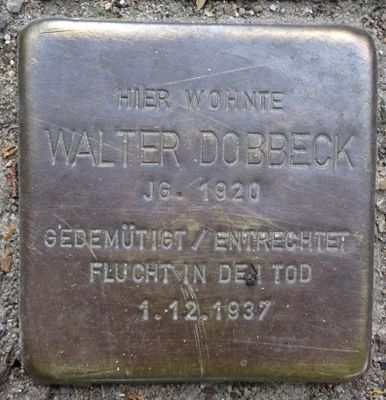 HIER WOHNTE
WALTER DOBBECK
JG. 1920
GEDEMÜTIGT / ENTRECHTET
FLUCHT IN DEN TOD
1.12.1937